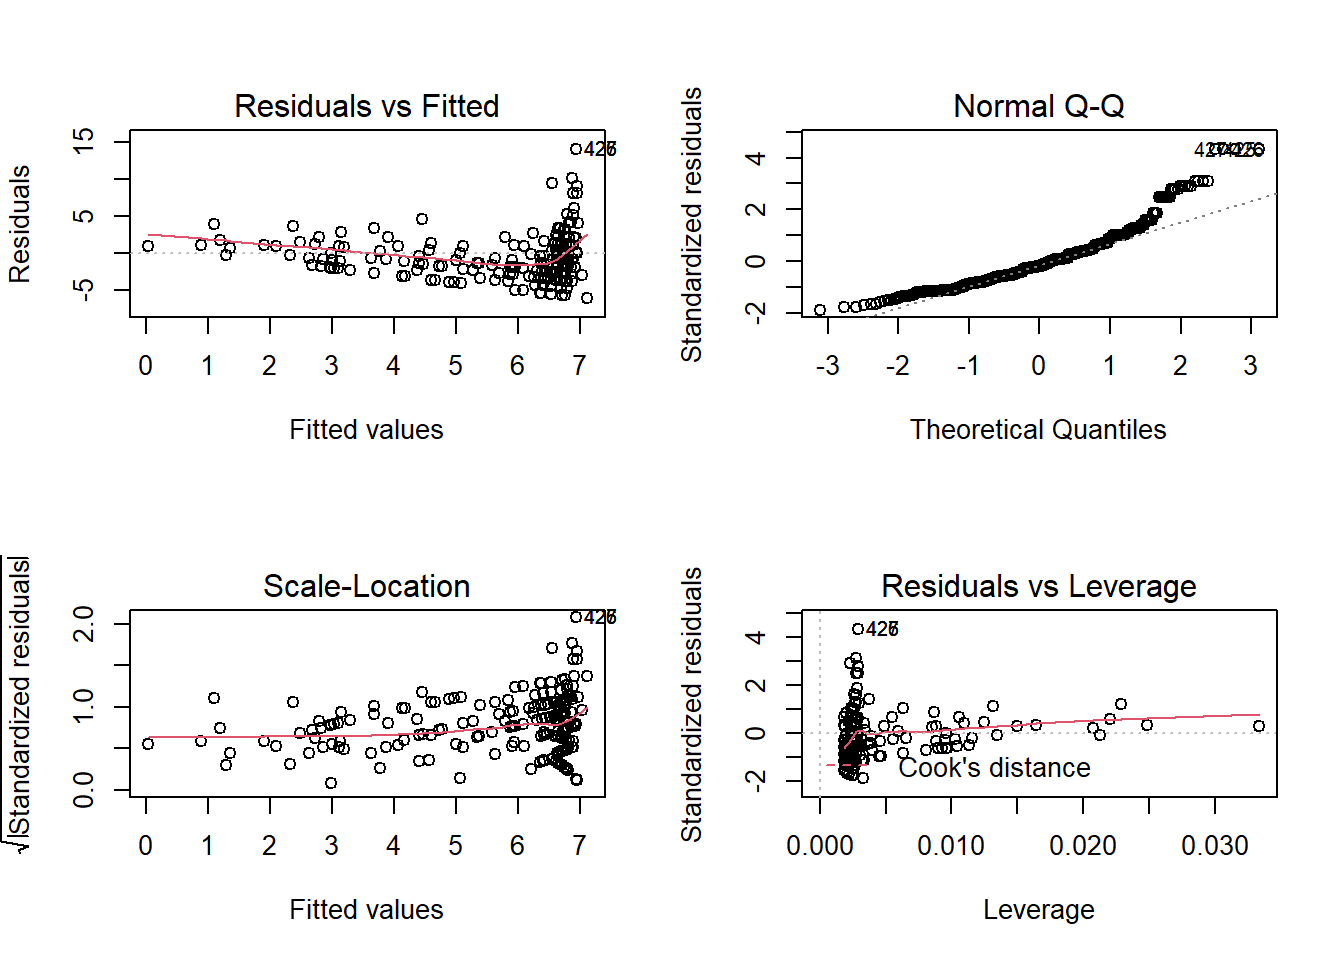 Residuals vs Fitted
Residuals
15
5
-5
0 1 2 3 4 5 6 7
Fitted values
Normal Q-Q
Standardized residuals
4
2
0
-2
-3 -2 -1 0 1 2 3
Theoretical Quantiles
Scale-Location
√|Standardized residuals|
2.0
1.0
0.0
0 1 2 3 4 5 6 7
Fitted values
Residuals vs Leverage
Standardized residuals
4
2
0
-2
Cook's distance
0.000 0.010 0.020 0.030
Leverage